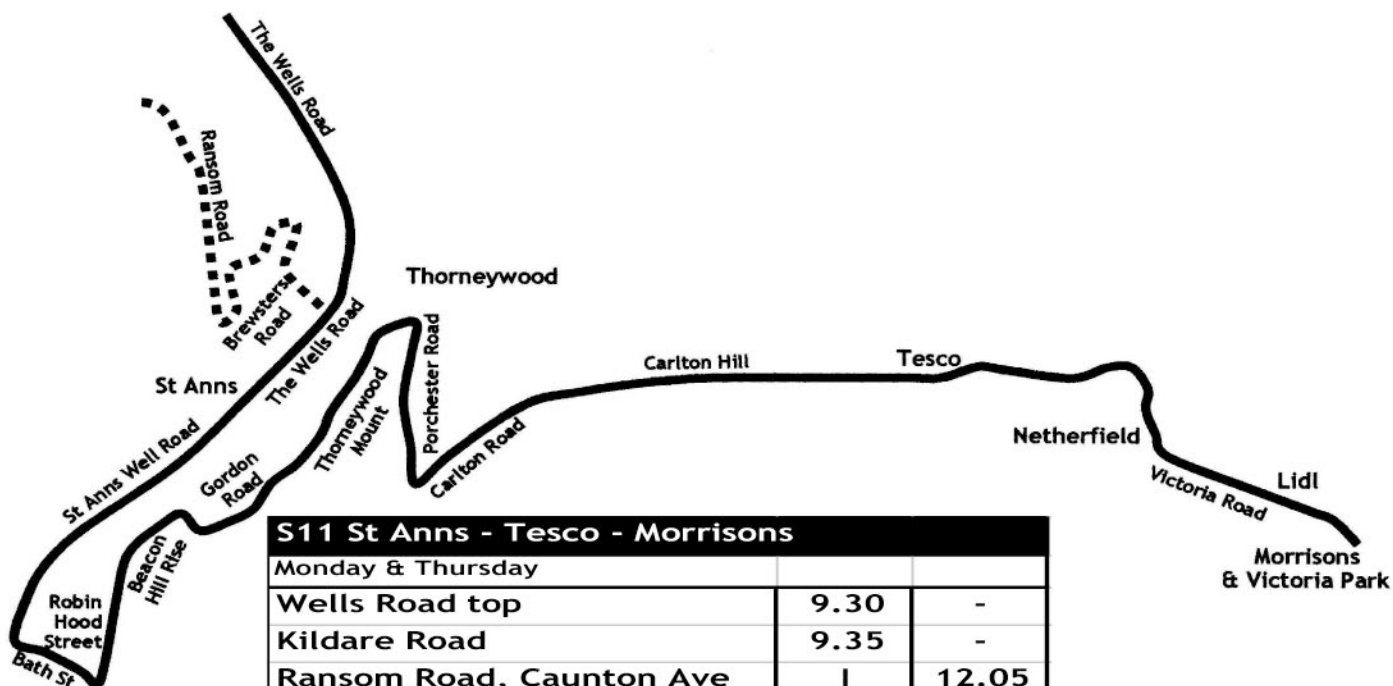 The Wells Road
Ransom Road
Thorneywood
Brewsters
Road
The Wells Road
Porchester Road
Carlton Hill
Tesco
St Anns
Thorneywood
Mount
Netherfield
St Anns Well Road
Gordon
Road
Carlton Road
Victoria Road
Lidl
Beacon
Hill Rise
Morrisons
& Victoria Park
Robin
Hood
Street
Bath St
S11 St Anns - Tesco - Morrisons
Monday & Thursday
Wells Road top 9.30 -
Kildare Road 9.35 -
Ransom Road, Caunton Ave | 12.05